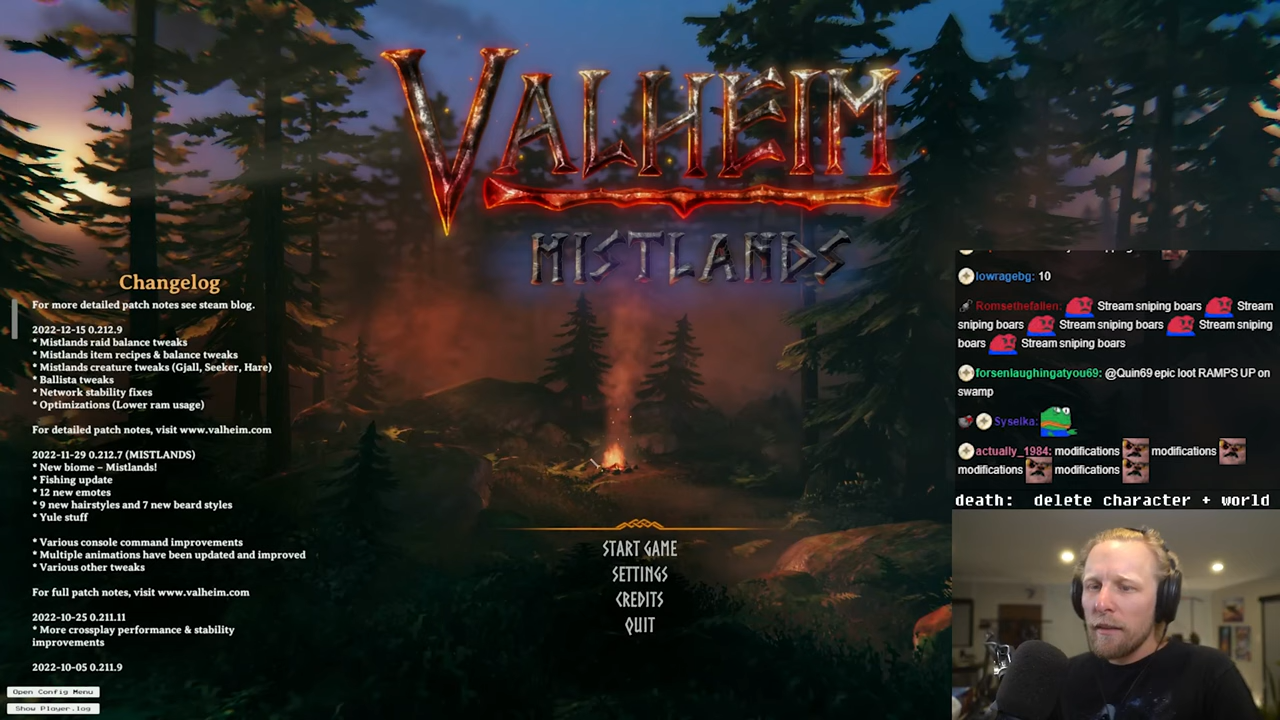 VALHEIM
MISTLANDS
Changelog
For more detailed patch notes see steam blog.
2022-12-15 0.212.9
* Mistlands raid balance tweaks
* Mistlands item recipes & balance tweaks
* Mistlands creature tweaks (Gjall, Seeker, Hare)
* Ballista tweaks
* Network stability fixes
* Optimizations (Lower ram usage)
For detailed patch notes, visit www.valheim.com
2022-11-29 0.212.7 (MISTLANDS)
* New biome – Mistlands!
* Fishing update
* 12 new emotes
* 9 new hairstyles and 7 new beard styles
* Yule stuff
* Various console command improvements
* Multiple animations have been updated and improved
* Various other tweaks
For full patch notes, visit www.valheim.com
2022-10-25 0.211.11
* More crossplay performance & stability
improvements
2022-10-05 0.211.9
Open Config Menu
Show Player.log
START GAME
SETTINGS
CREDITS
QUIT
lowragebg: 10
Romsethefallen: Stream sniping boars Stream
sniping boars Stream sniping boars Stream sniping
boars Stream sniping boars
forsenlaughingatyou69: @Quin69 epic loot RAMPS UP on
swamp
Syselka:
actually_1984: modifications modifications
modifications modifications
death: delete character + world